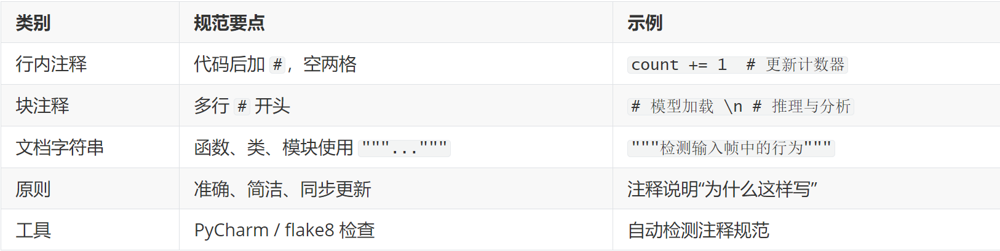 类别 规范要点 示例
行内注释 代码后加 #，空两格 count += 1  # 更新计数器
块注释 多行 # 开头 # 模型加载 \n # 推理与分析
文档字符串 函数、类、模块使用 """...""" """检测输入帧中的行为"""
原则 准确、简洁、同步更新 注释说明“为什么这样写”
工具 PyCharm / flake8 检查 自动检测注释规范